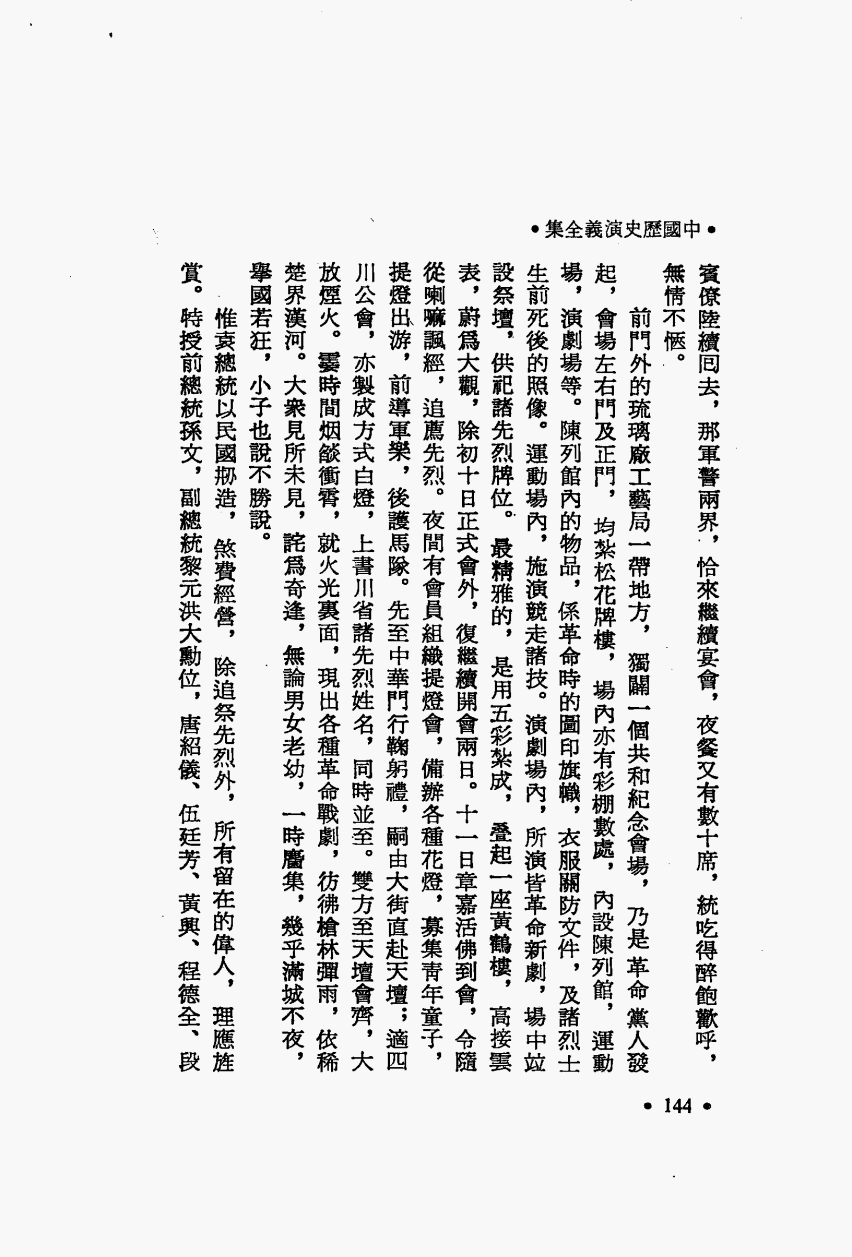 •中國歷史演義全集•
賓僚陸續囘去，那軍警兩界，恰來繼續宴會，夜餐又有數十席，統吃得醉飽歡呼，
無情不愜。
前門外的琉璃廠工藝局一帶地方，獨闢一個共和紀念會場，乃是革命黨人發
起，會場左右門及正門，均紮松花牌樓，場內亦有彩棚數處，內設陳列館，運動
場，演劇場等。陳列館內的物品，係革命時的圖印旗幟，衣服關防文件，及諸烈士
生前死後的照像。運動場內，施演競走諸技。演劇場內，所演皆革命新劇，場中竝
設祭壇，供祀諸先烈牌位。最精雅的，是用五彩紮成，疊起一座黃鶴樓，高接雲
表，蔚爲大觀，除初十日正式會外，復繼續開會兩日。十一日章嘉活佛到會，令隨
從喇嘛諷經，追薦先烈。夜間有會員組織提燈會，備辦各種花燈，募集靑年童子，
提燈出游，前導軍樂，後護馬隊。先至中華門行鞠躬禮，嗣由大街直赴天壇；適四
川公會，亦製成方式白燈，上書川省諸先烈姓名，同時並至。雙方至天壇會齊，大
放煙火。霎時間烟燄衝霄，就火光裏面，現出各種革命戰劇，彷彿槍林彈雨，依稀
楚界漢河。大衆見所未見，詫爲奇逢，無論男女老幼，一時麕集，幾乎滿城不夜，
舉國若狂，小子也說不勝說。
惟袁總統以民國刱造，煞費經營，除追祭先烈外，所有留在的偉人，理應旌
賞。特授前總統孫文，副總統黎元洪大勳位，唐紹儀、伍廷芳、黃興、程德全、段
•144•